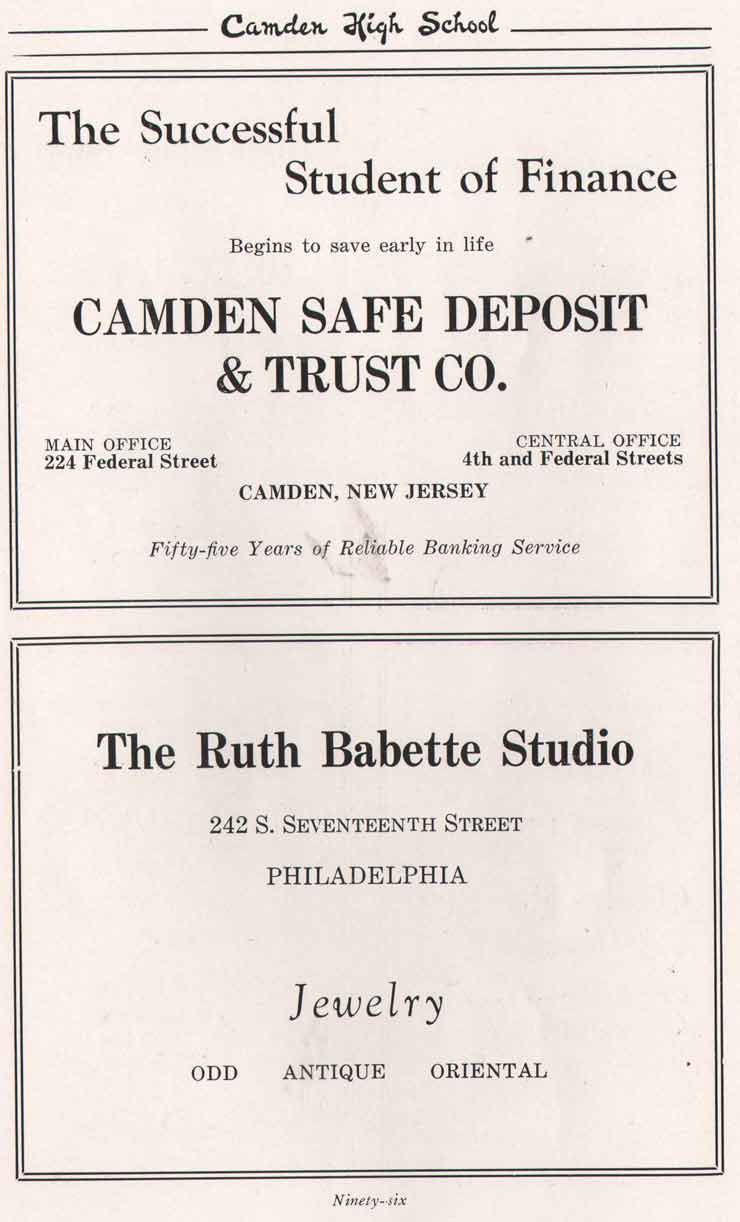 Camden High School
The Successful
Student of Finance
Begins to save early in life
CAMDEN SAFE DEPOSIT
& TRUST CO.
MAIN OFFICE
224 Federal Street
CENTRAL OFFICE
4th and Federal Streets
CAMDEN, NEW JERSEY
Fifty-five Years of Reliable Banking Service
The Ruth Babette Studio
242 S. SEVENTEENTH STREET
PHILADELPHIA
Jewelry
ODD ANTIQUE ORIENTAL
Ninety-six